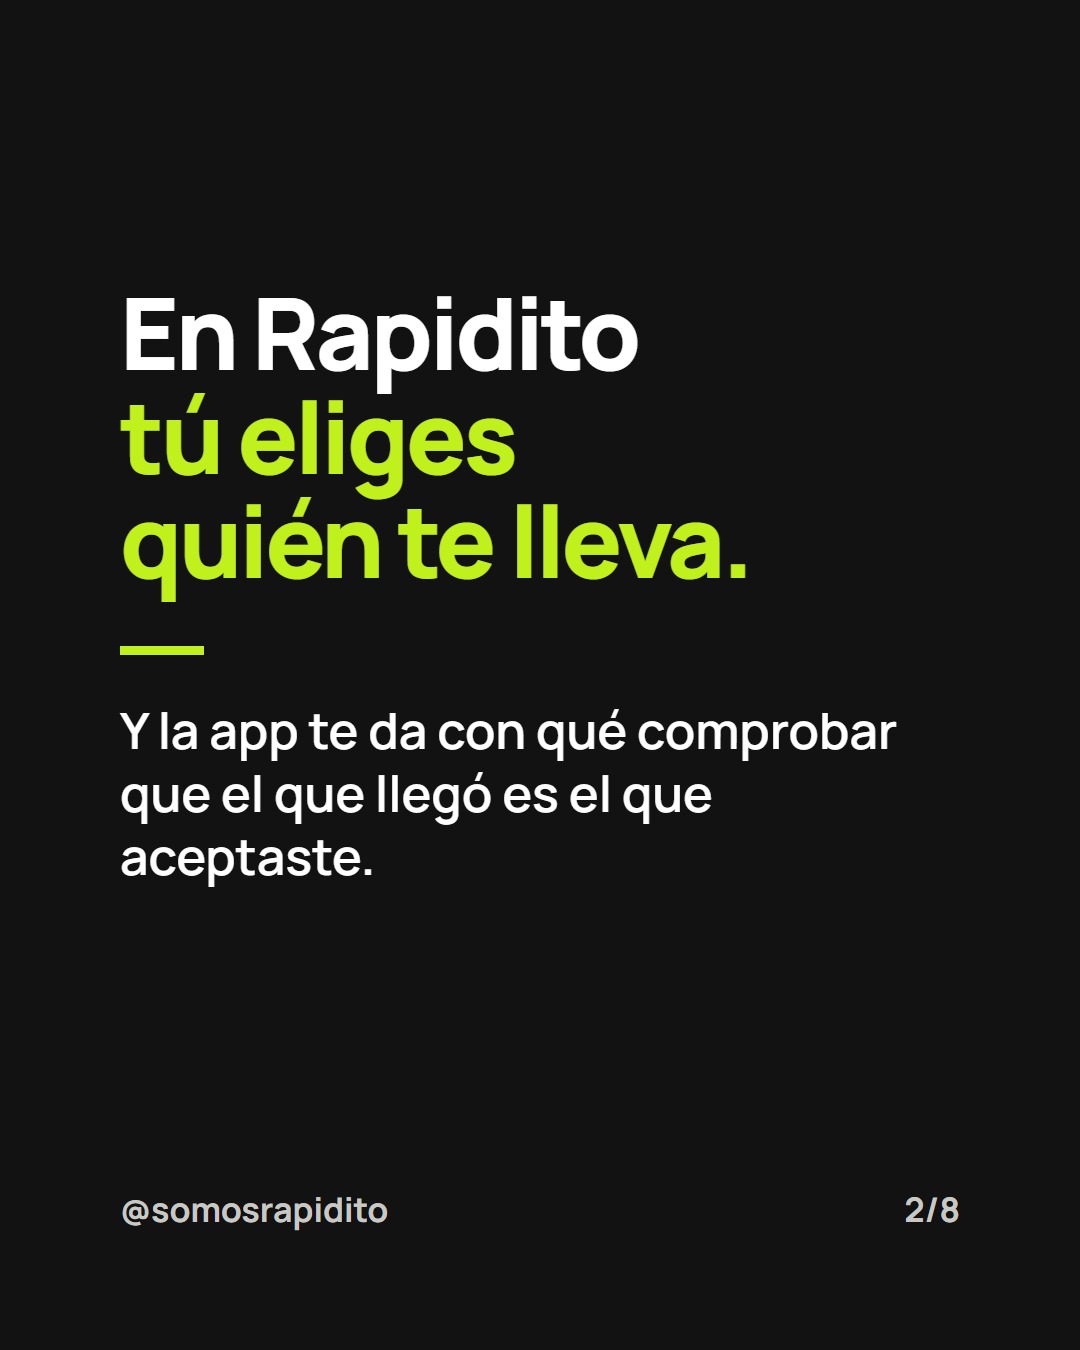 En Rapidito
tú eliges
quién te lleva.
Y la app te da con qué comprobar
que el que llegó es el que
aceptaste.
@somosrapidito
2/8